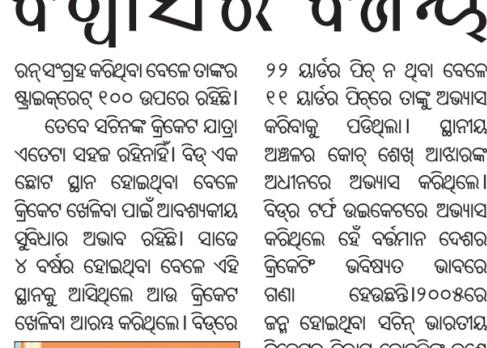 ରନ୍‌ସଂଗ୍ରହ କରିଥିବା ବେଳେ ତାଙ୍କର
ଷ୍ଟ୍ରାଇକ୍‌ରେଟ୍ ୧୦୦ ଉପରେ ରହିଛି।
ତେବେ ସଚିନଙ୍କ କ୍ରିକେଟ ଯାତ୍ରା
ଏତେଟା ସହଜ ରହିନାହିଁ। ବିଡ୍ ଏକ
ଛୋଟ ସ୍ଥାନ ହୋଇଥିବା ବେଳେ
କ୍ରିକେଟ ଖେଳିବା ପାଇଁ ଆବଶ୍ୟକୀୟ
ସୁବିଧାର ଅଭାବ ରହିଛି। ସାଢେ
୪ ବର୍ଷର ହୋଇଥିବା ବେଳେ ଏହି
ସ୍ଥାନକୁ ଆସିଥିଲେ ଆଉ କ୍ରିକେଟ
ଖେଳିବା ଆରମ୍ଭ କରିଥିଲେ। ବିଡ୍‌ରେ
୨୨ ୟାର୍ଡର ପିଚ୍ ନ ଥିବା ବେଳେ
୧୧ ୟାର୍ଡର ପିଚ୍‌ରେ ତାଙ୍କୁ ଅଭ୍ୟାସ
କରିବାକୁ ପଡିଥିଲା। ସ୍ଥାନୀୟ
ଅଞ୍ଚଳର କୋଚ୍ ଶେଖ୍ ଆଝାରଙ୍କ
ଅଧୀନରେ ଅଭ୍ୟାସ କରିଥିଲେ।
ବିଡ୍‌ର ଟର୍ଫ ଉଇକେଟରେ ଅଭ୍ୟାସ
କରିଥିଲେ ହେଁ ବର୍ତ୍ତମାନ ଦେଶର
କ୍ରିକେଟିଂ ଭବିଷ୍ୟତ ଭାବରେ
ଗଣା ହେଉଛନ୍ତି।୨୦୦୫ରେ
ଜନ୍ମ ହୋଇଥିବା ସଚିନ୍ ଭାରତୀୟ